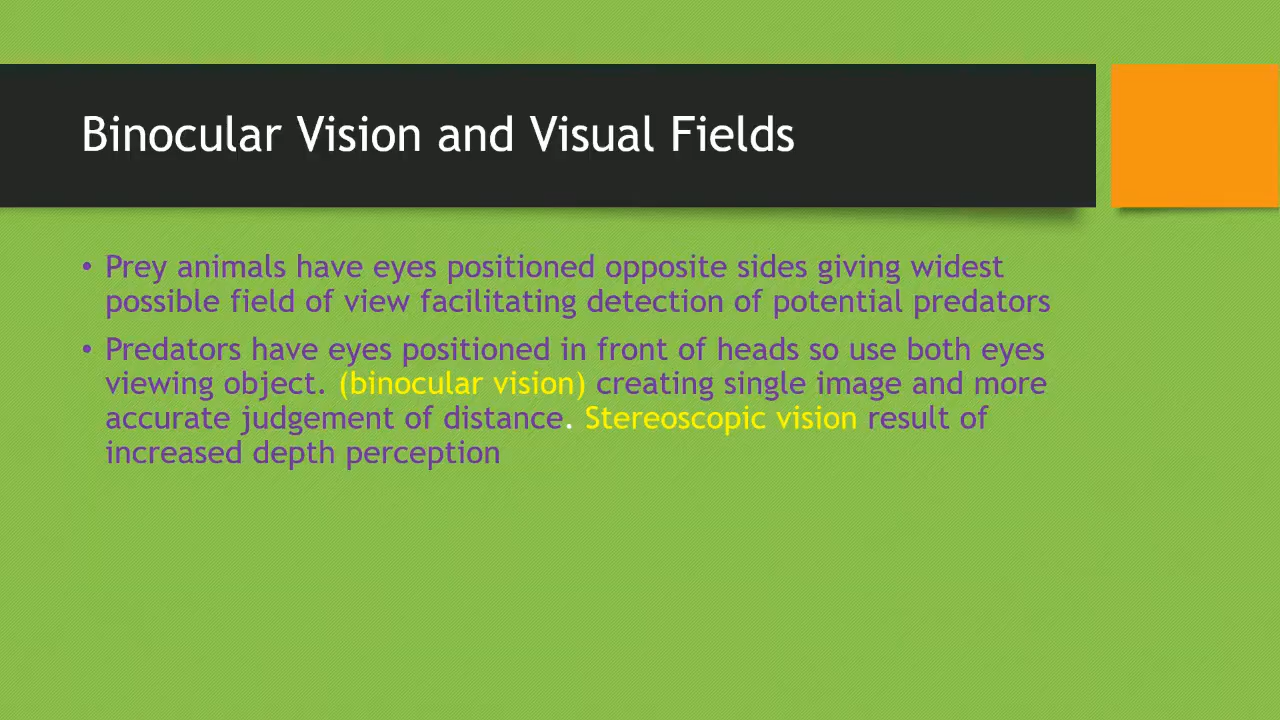 Binocular Vision and Visual Fields
• Prey animals have eyes positioned opposite sides giving widest
possible field of view facilitating detection of potential predators
• Predators have eyes positioned in front of heads so use both eyes
viewing object. (binocular vision) creating single image and more
accurate judgement of distance. Stereoscopic vision result of
increased depth perception